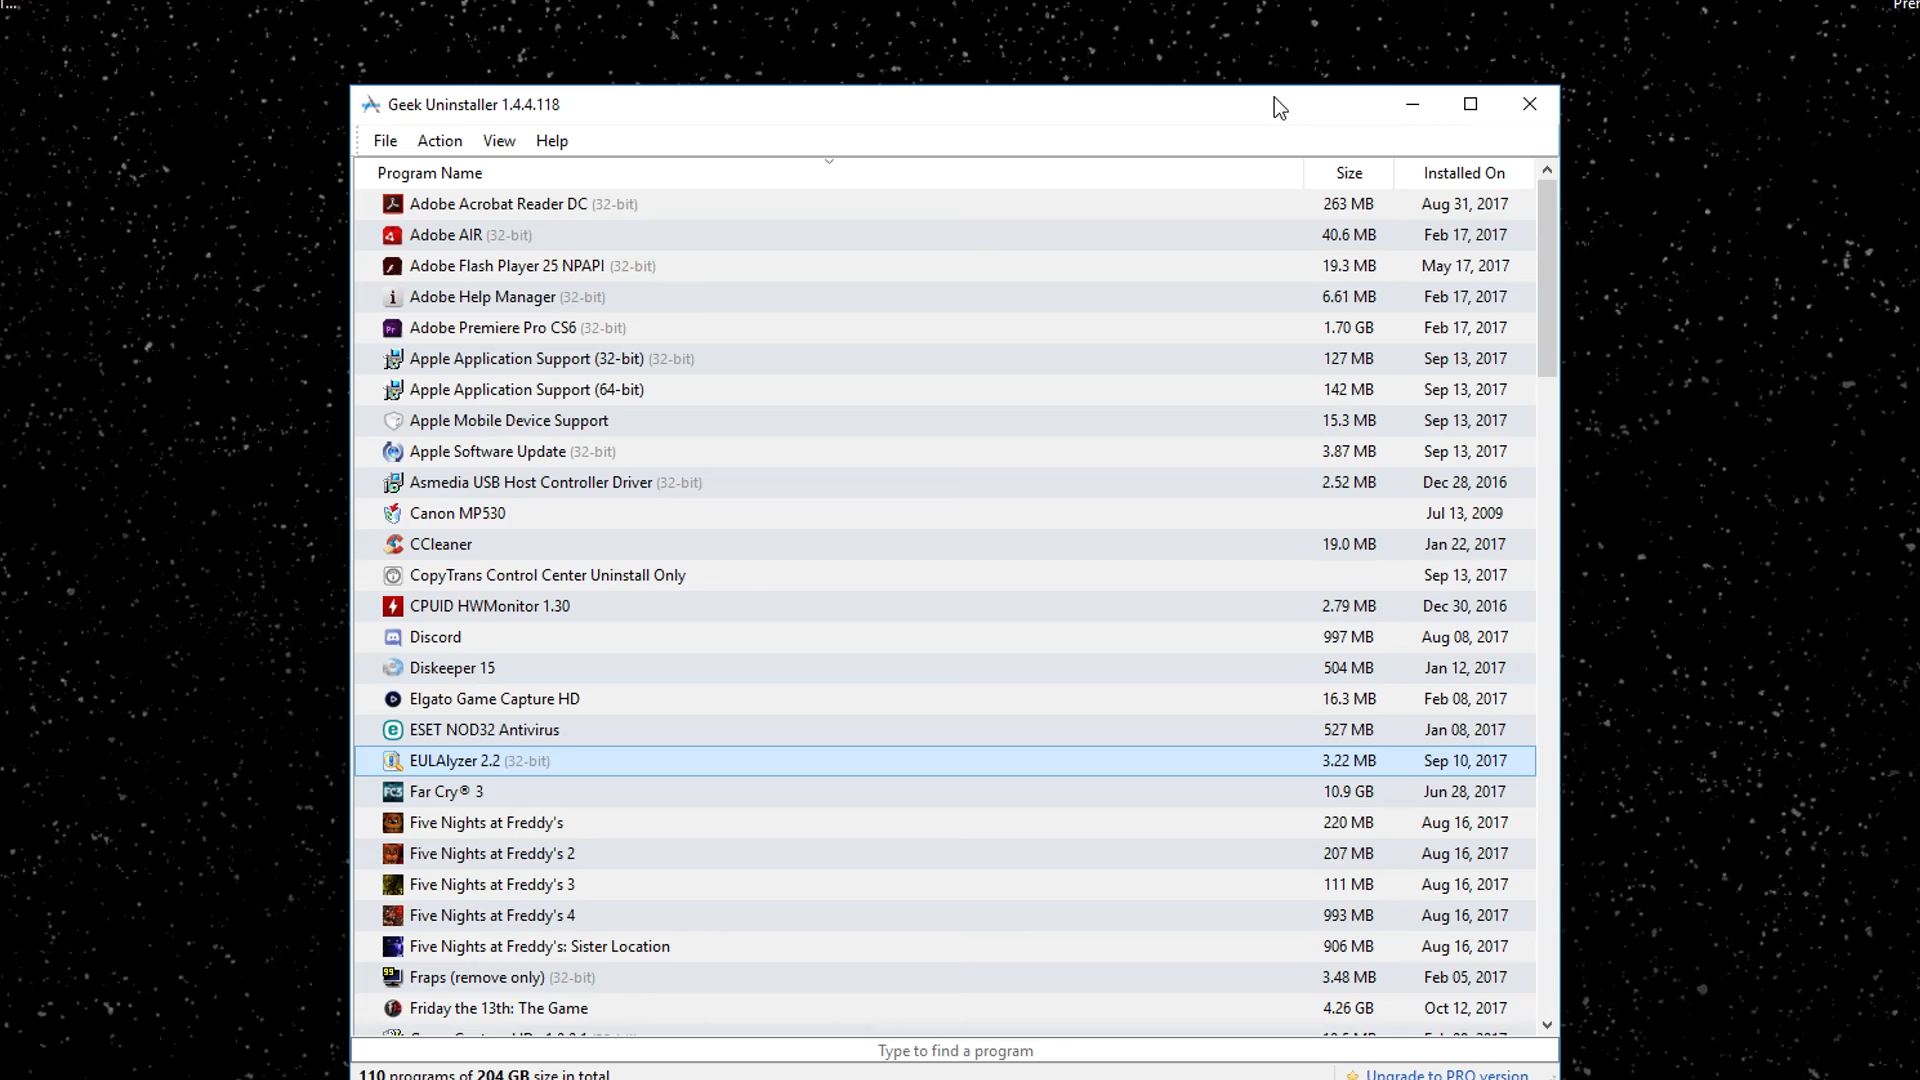 Geek Uninstaller 1.4.4.118
File Action View Help
Program Name Size Installed On
Adobe Acrobat Reader DC (32-bit) 263 MB Aug 31, 2017
Adobe AIR (32-bit) 40.6 MB Feb 17, 2017
Adobe Flash Player 25 NPAPI (32-bit) 19.3 MB May 17, 2017
Adobe Help Manager (32-bit) 6.61 MB Feb 17, 2017
Adobe Premiere Pro CS6 (32-bit) 1.70 GB Feb 17, 2017
Apple Application Support (32-bit) (32-bit) 127 MB Sep 13, 2017
Apple Application Support (64-bit) 142 MB Sep 13, 2017
Apple Mobile Device Support 15.3 MB Sep 13, 2017
Apple Software Update (32-bit) 3.87 MB Sep 13, 2017
Asmedia USB Host Controller Driver (32-bit) 2.52 MB Dec 28, 2016
Canon MP530 Jul 13, 2009
CCleaner 19.0 MB Jan 22, 2017
CopyTrans Control Center Uninstall Only Sep 13, 2017
CPUID HWMonitor 1.30 2.79 MB Dec 30, 2016
Discord 997 MB Aug 08, 2017
Diskeeper 15 504 MB Jan 12, 2017
Elgato Game Capture HD 16.3 MB Feb 08, 2017
ESET NOD32 Antivirus 527 MB Jan 08, 2017
EULAlyzer 2.2 (32-bit) 3.22 MB Sep 10, 2017
Far Cry® 3 10.9 GB Jun 28, 2017
Five Nights at Freddy's 220 MB Aug 16, 2017
Five Nights at Freddy's 2 207 MB Aug 16, 2017
Five Nights at Freddy's 3 111 MB Aug 16, 2017
Five Nights at Freddy's 4 993 MB Aug 16, 2017
Five Nights at Freddy's: Sister Location 906 MB Aug 16, 2017
Fraps (remove only) (32-bit) 3.48 MB Feb 05, 2017
Friday the 13th: The Game 4.26 GB Oct 12, 2017
Type to find a program
110 programs of 204 GB size in total Upgrade to PRO version